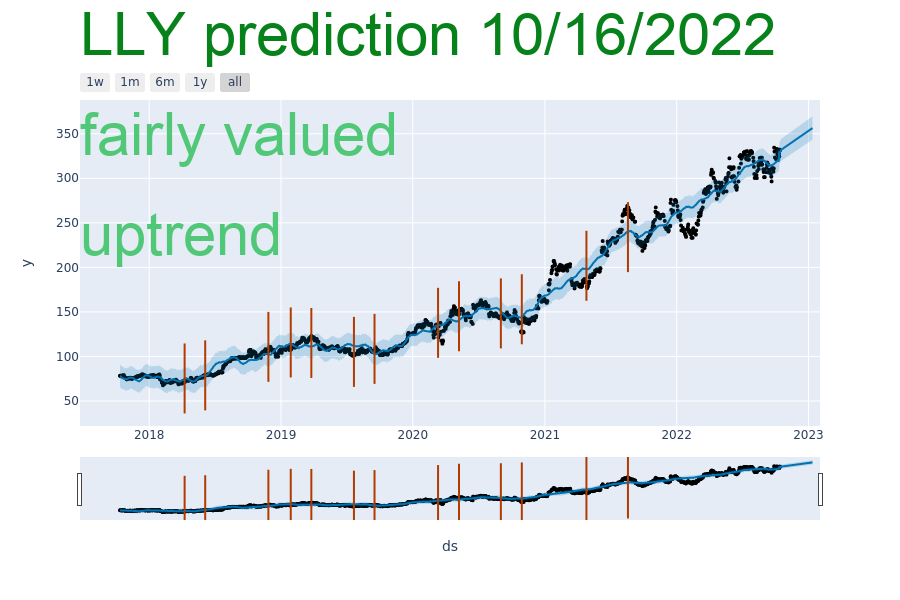 LLY prediction 10/16/2022
1w 1m 6m 1y all
fairly valued
uptrend
350
300
250
200
150
100
50
y
2018 2019 2020 2021 2022 2023
ds